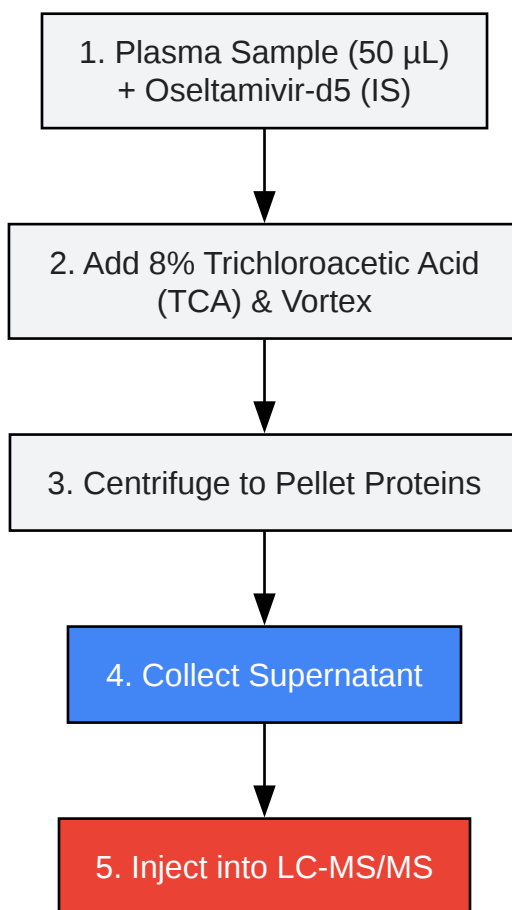 1. Plasma Sample (50 µL)
+ Oseltamivir-d5 (IS)
2. Add 8% Trichloroacetic Acid
(TCA) & Vortex
3. Centrifuge to Pellet Proteins
4. Collect Supernatant
5. Inject into LC-MS/MS